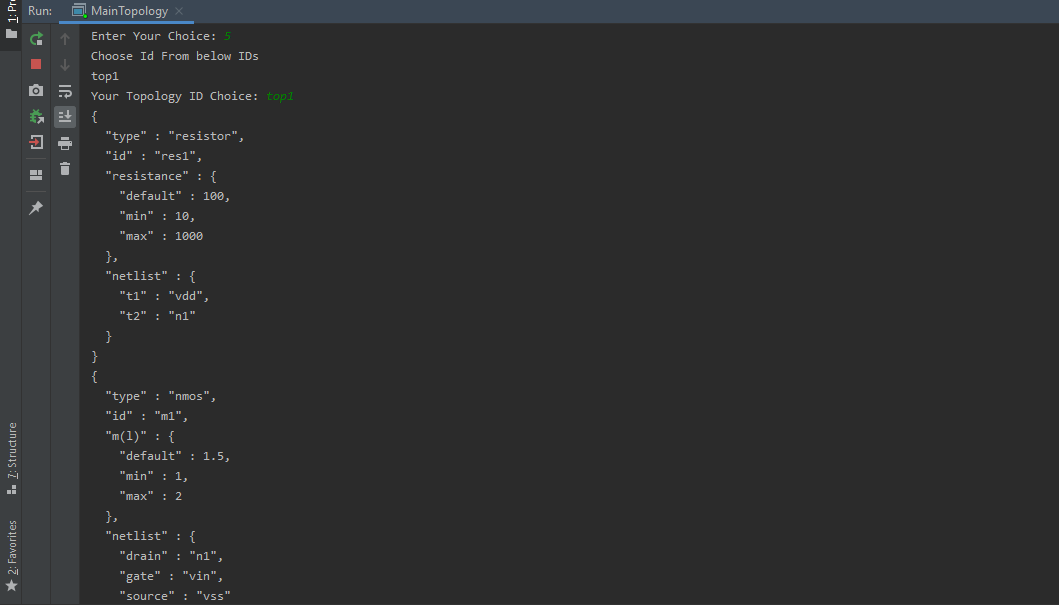 Run: MainTopology
1: Pr
Enter Your Choice: 5
Choose Id From below IDs
top1
Your Topology ID Choice: top1
{
  "type" : "resistor",
  "id" : "res1",
  "resistance" : {
    "default" : 100,
    "min" : 10,
    "max" : 1000
  },
  "netlist" : {
    "t1" : "vdd",
    "t2" : "n1"
  }
}
{
  "type" : "nmos",
  "id" : "m1",
  "m(l)" : {
    "default" : 1.5,
    "min" : 1,
    "max" : 2
  },
  "netlist" : {
    "drain" : "n1",
    "gate" : "vin",
    "source" : "vss"
7: Structure
2: Favorites